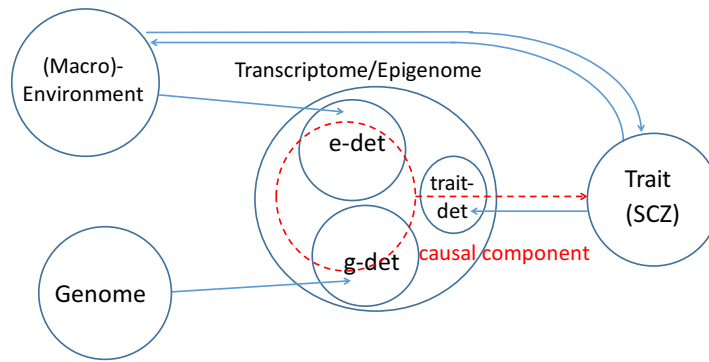 (Macro)-
Environment
Transcriptome/Epigenome
e-det
trait-
det
Trait
(SCZ)
causal component
g-det
Genome